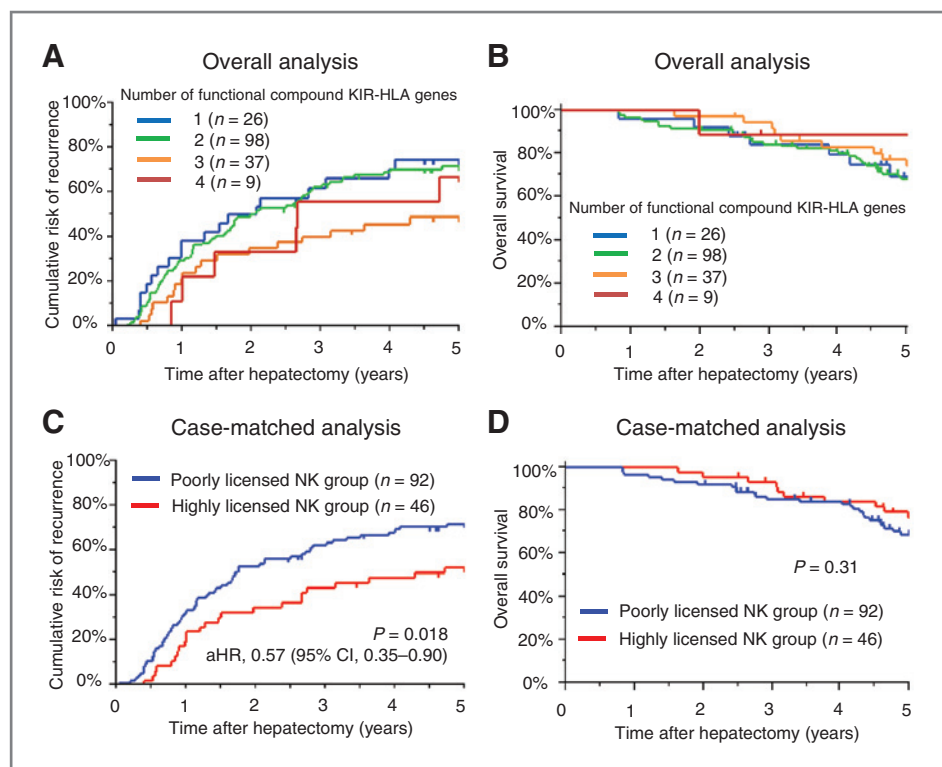 A
Overall analysis
Number of functional compound KIR-HLA genes
1 (n = 26)
2 (n = 98)
3 (n = 37)
4 (n = 9)
Cumulative risk of recurrence
100%
80%
60%
40%
20%
0%
0 1 2 3 4 5
Time after hepatectomy (years)
B
Overall analysis
Overall survival
100%
80%
60%
40%
20%
0%
Number of functional compound KIR-HLA genes
1 (n = 26)
2 (n = 98)
3 (n = 37)
4 (n = 9)
0 1 2 3 4 5
Time after hepatectomy (years)
C
Case-matched analysis
Cumulative risk of recurrence
100%
80%
60%
40%
20%
0%
Poorly licensed NK group (n = 92)
Highly licensed NK group (n = 46)
P = 0.018
aHR, 0.57 (95% CI, 0.35–0.90)
0 1 2 3 4 5
Time after hepatectomy (years)
D
Case-matched analysis
Overall survival
100%
80%
60%
40%
20%
0%
P = 0.31
Poorly licensed NK group (n = 92)
Highly licensed NK group (n = 46)
0 1 2 3 4 5
Time after hepatectomy (years)